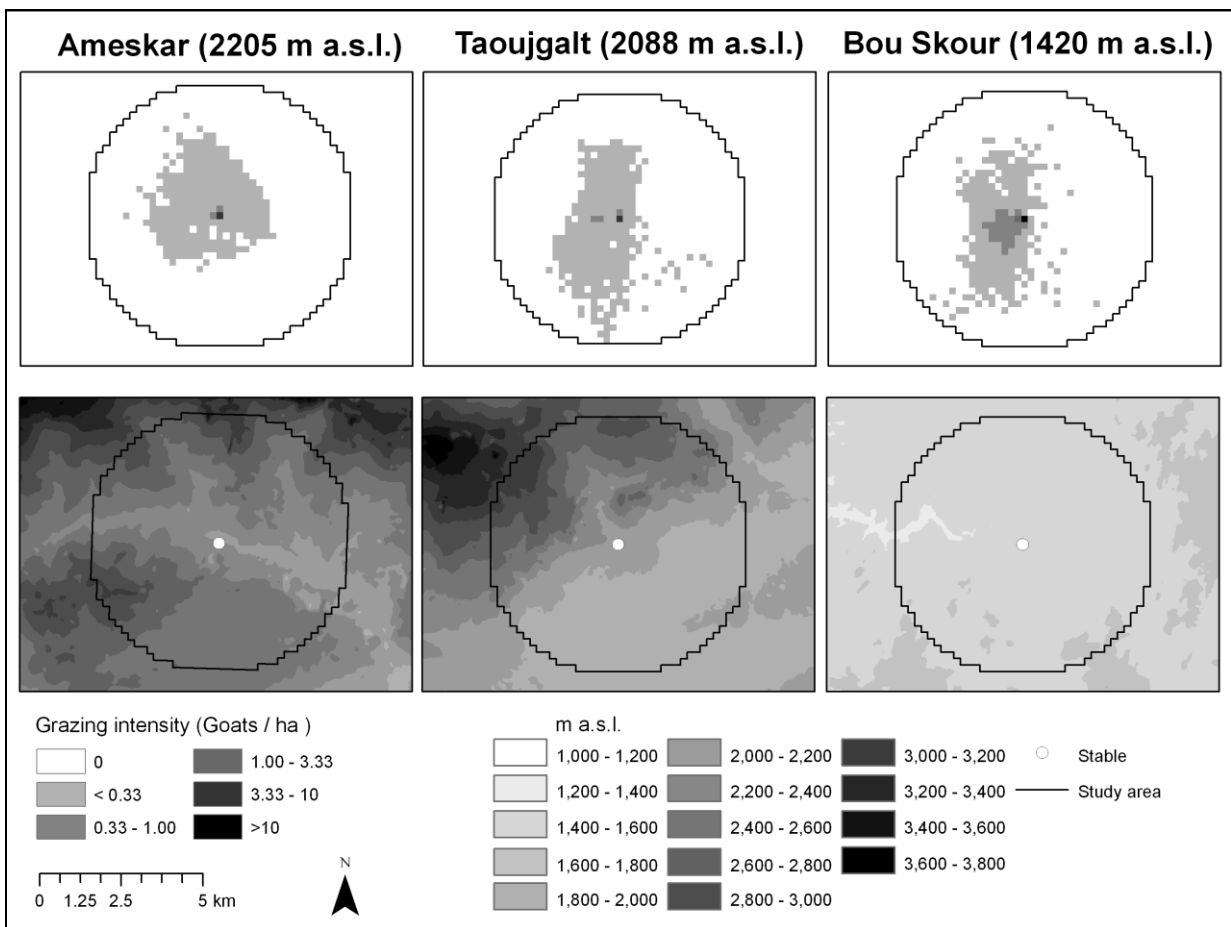 Ameskar (2205 m a.s.l.)
Taoujgalt (2088 m a.s.l.)
Bou Skour (1420 m a.s.l.)
Grazing intensity (Goats / ha )
0
< 0.33
0.33 - 1.00
1.00 - 3.33
3.33 - 10
>10
0 1.25 2.5 5 km
N
m a.s.l.
1,000 - 1,200
1,200 - 1,400
1,400 - 1,600
1,600 - 1,800
1,800 - 2,000
2,000 - 2,200
2,200 - 2,400
2,400 - 2,600
2,600 - 2,800
2,800 - 3,000
3,000 - 3,200
3,200 - 3,400
3,400 - 3,600
3,600 - 3,800
Stable
Study area